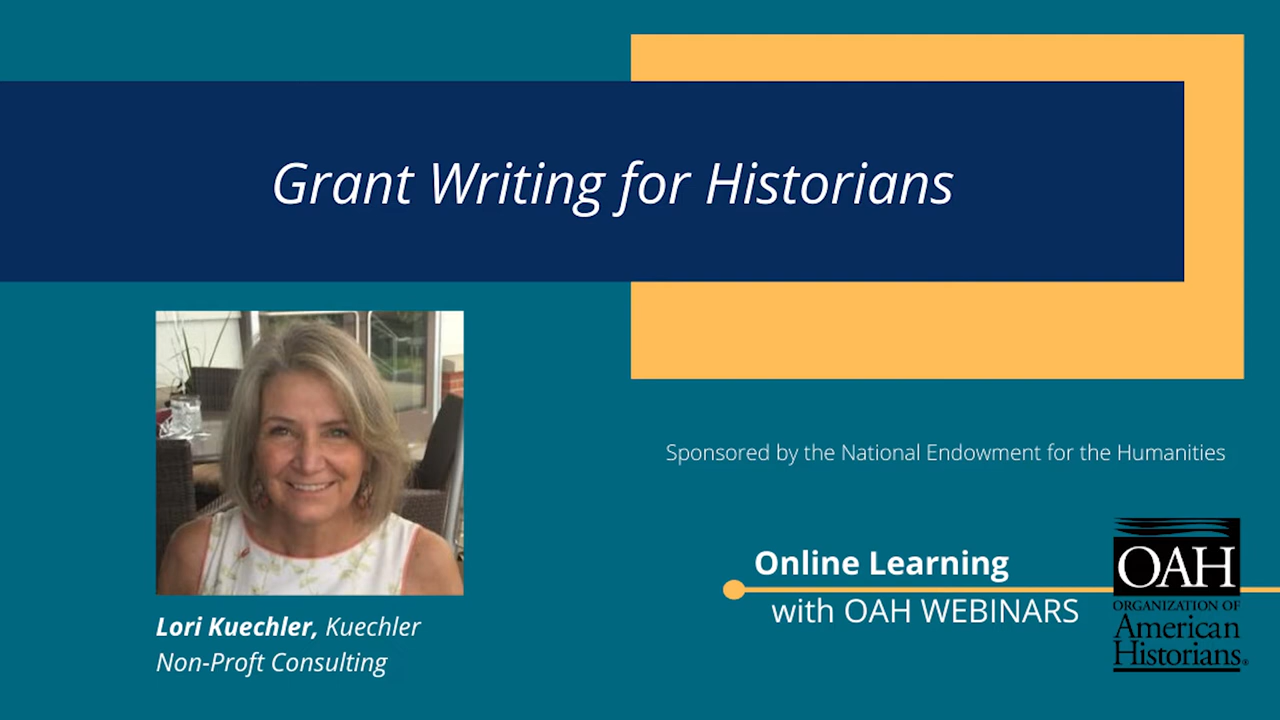 Grant Writing for Historians
Lori Kuechler, Kuechler
Non-Proft Consulting
Sponsored by the National Endowment for the Humanities
Online Learning
with OAH WEBINARS
OAH
ORGANIZATION OF
American
Historians®